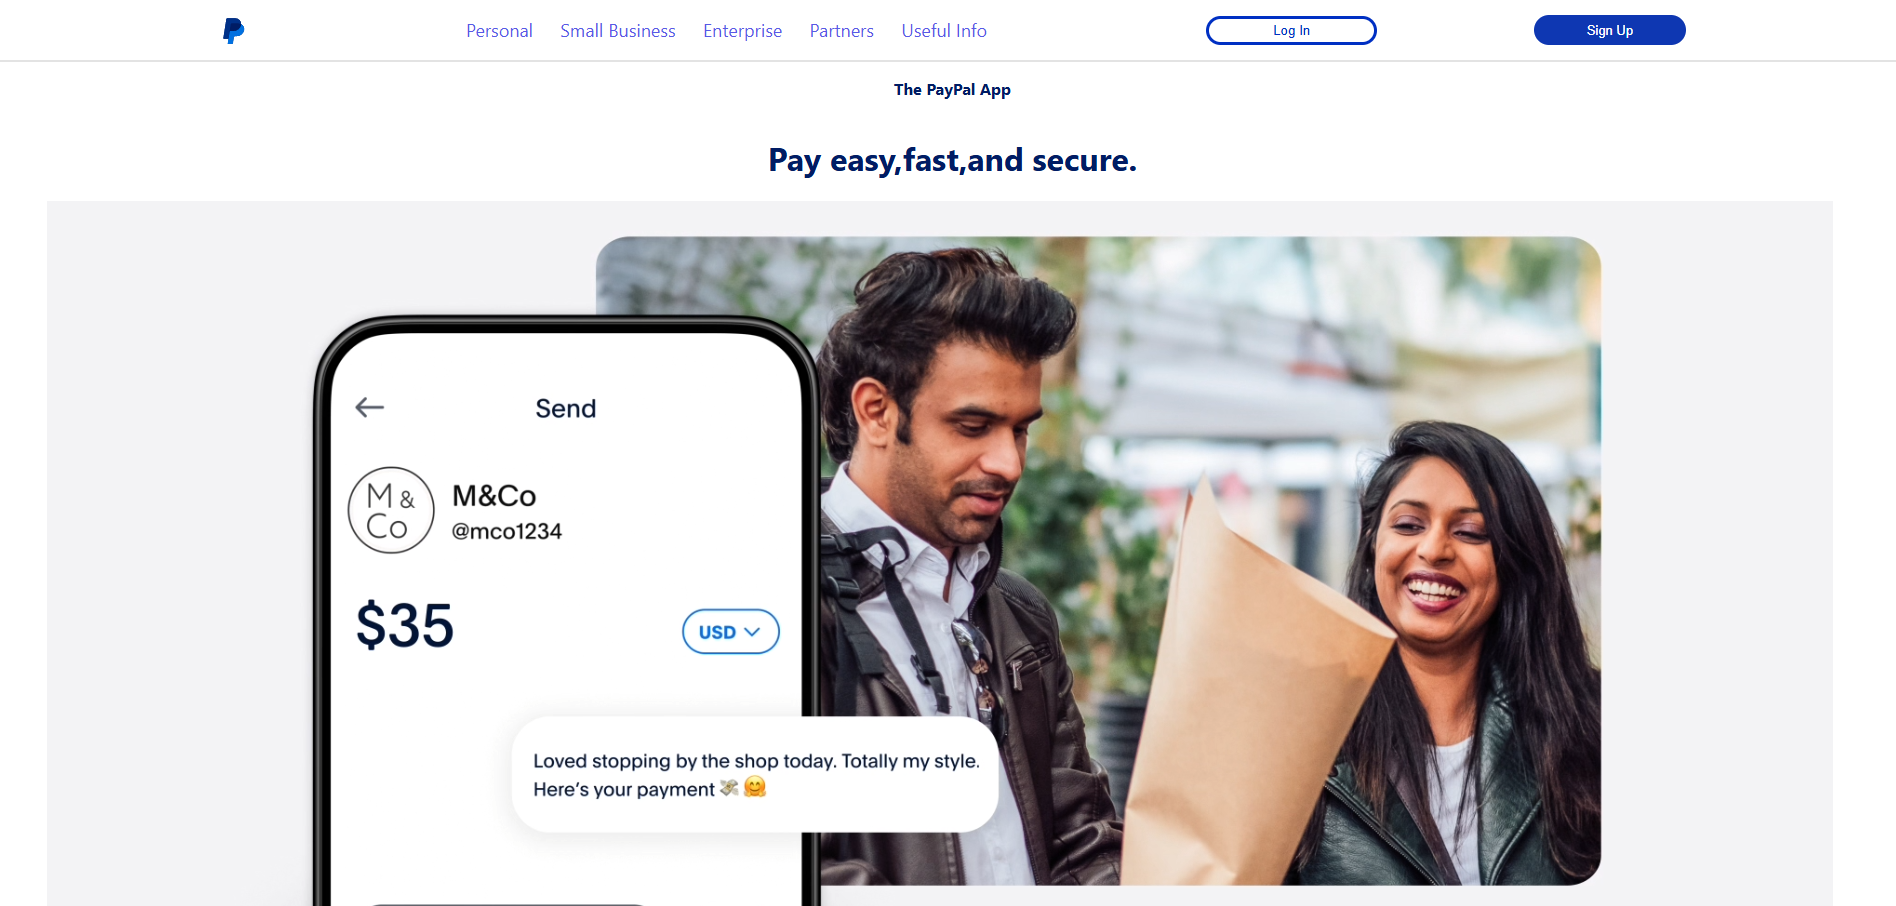 Personal Small Business Enterprise Partners Useful Info Log In Sign Up
The PayPal App
Pay easy,fast,and secure.
Send
M & Co
M&Co
@mco1234
$35
USD
Loved stopping by the shop today. Totally my style.
Here's your payment 💸 🤗